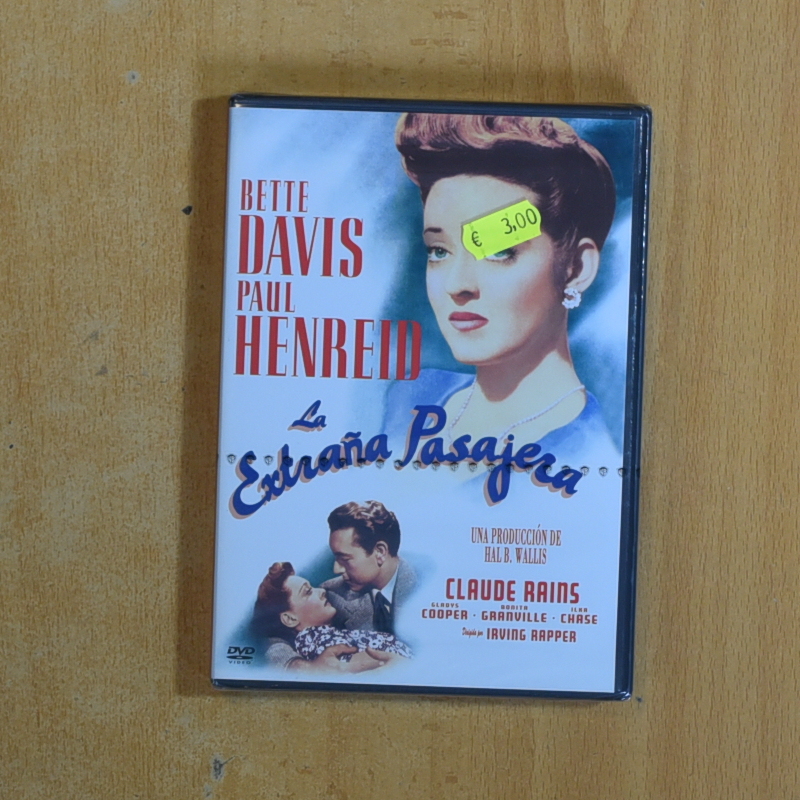 BETTE
DAVIS
PAUL
HENREID
€ 3,00
La
Extraña Pasajera
UNA PRODUCCIÓN DE
HAL B. WALLIS
CLAUDE RAINS
GLADYS COOPER · BONITA GRANVILLE · ILKA CHASE
Dirigida por IRVING RAPPER
DVD
VIDEO